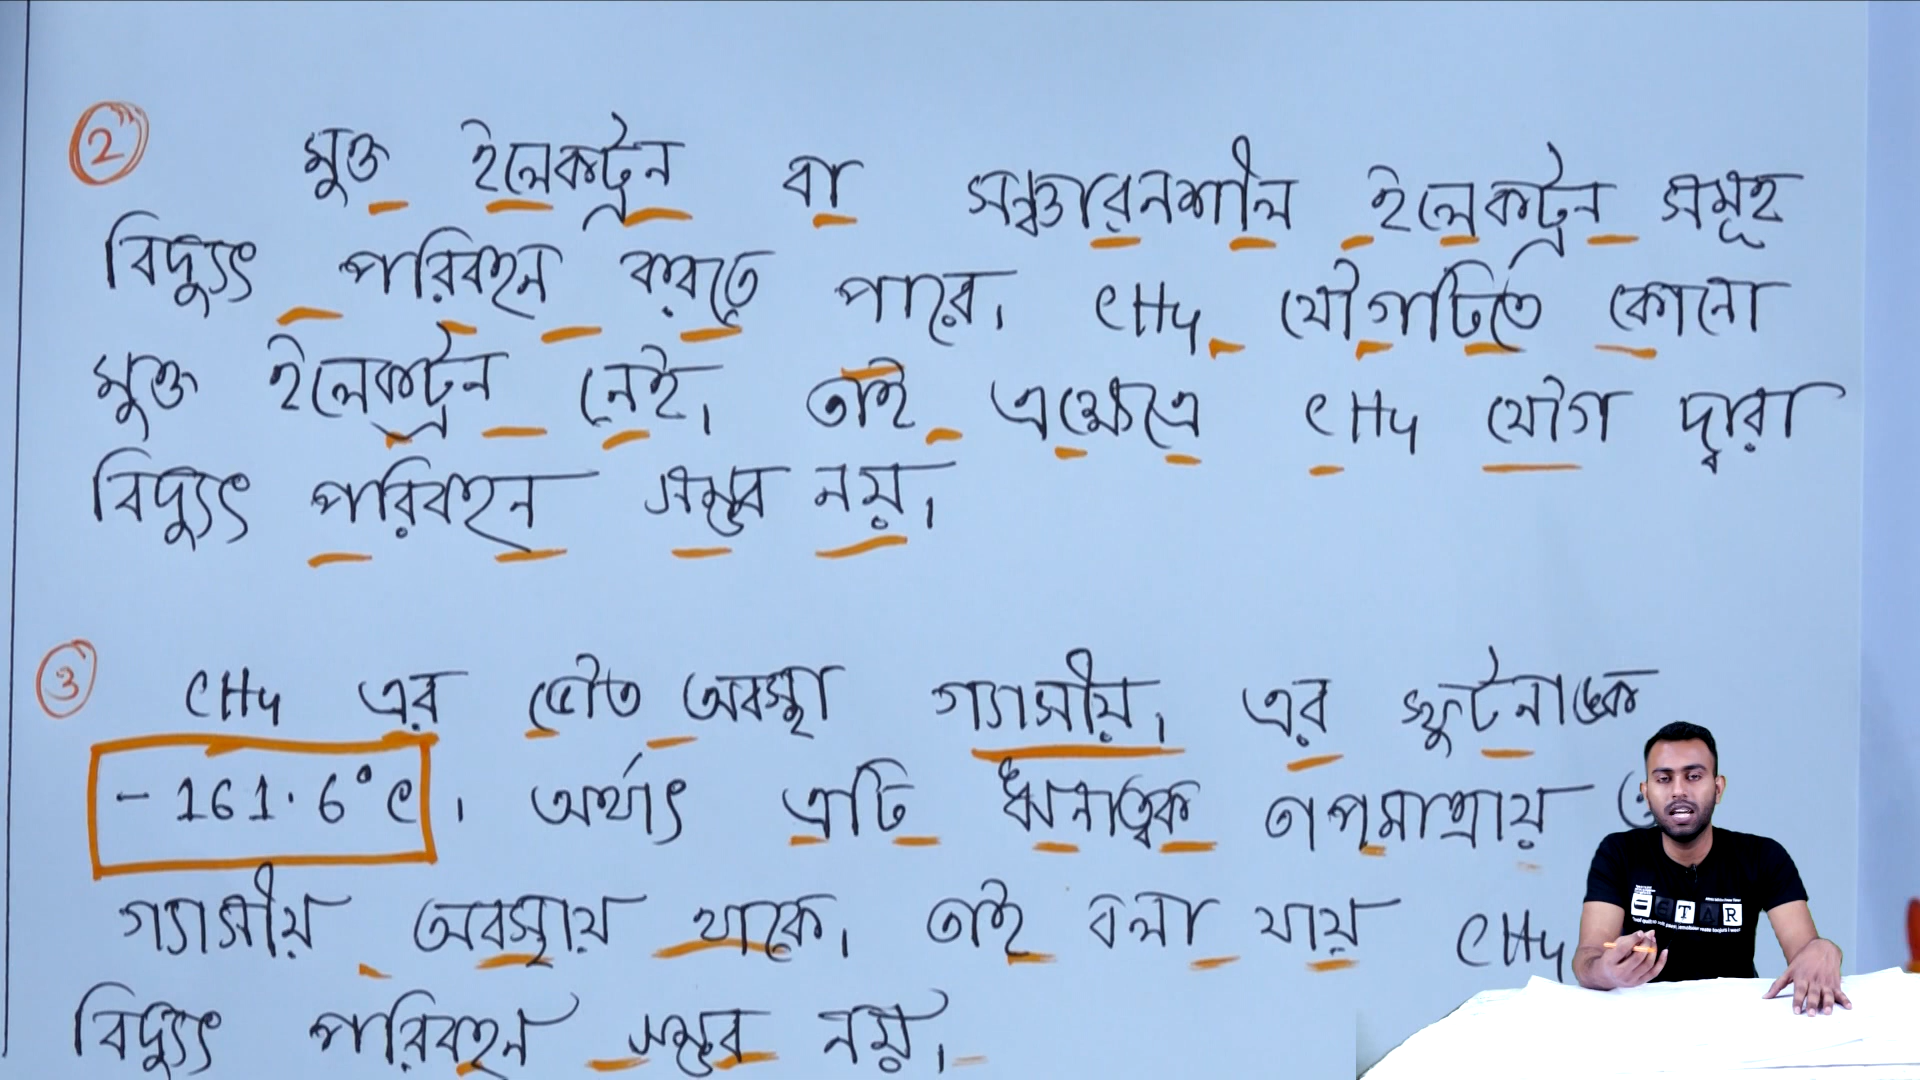 2 মুক্ত ইলেকট্রন বা সঞ্চারনশীল ইলেকট্রন সমূহ
বিদ্যুৎ পরিবহন করতে পারে। CH4 যৌগটিতে কোনো
মুক্ত ইলেকট্রন নেই। তাই এক্ষেত্রে CH4 যৌগ দ্বারা
বিদ্যুৎ পরিবহন সম্ভব নয়।
3 CH4 এর ভৌত অবস্থা গ্যাসীয়। এর স্ফুটনাঙ্ক
- 161.6°C। অর্থাৎ এটি ঋনাত্বক তাপমাত্রায়
গ্যাসীয় অবস্থায় থাকে। তাই বলা যায় CH4
বিদ্যুৎ পরিবহন সম্ভব নয়।